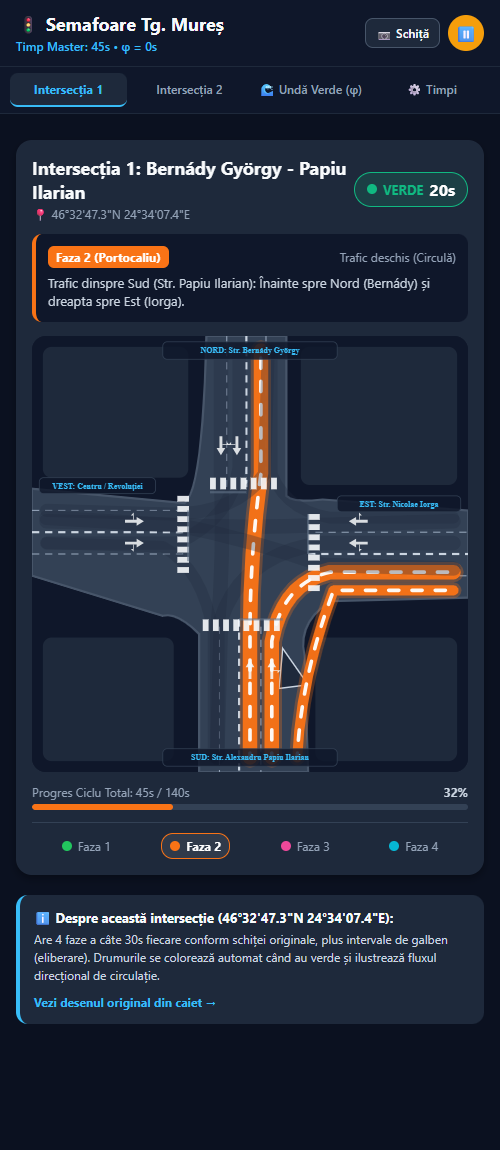 Semafoare Tg. Mureș
Timp Master: 45s • φ = 0s
Schiță
Intersecția 1
Intersecția 2
Undă Verde (φ)
Timpi
Intersecția 1: Bernády György - Papiu
Ilarian
46°32'47.3"N 24°34'07.4"E
VERDE 20s
Faza 2 (Portocaliu)
Trafic deschis (Circulă)
Trafic dinspre Sud (Str. Papiu Ilarian): Înainte spre Nord (Bernády) și
dreapta spre Est (Iorga).
NORD: Str. Bernády György
VEST: Centru / Revoluției
EST: Str. Nicolae Iorga
SUD: Str. Alexandru Papiu Ilarian
Progres Ciclu Total: 45s / 140s
32%
Faza 1
Faza 2
Faza 3
Faza 4
Despre această intersecție (46°32'47.3"N 24°34'07.4"E):
Are 4 faze a câte 30s fiecare conform schiței originale, plus intervale de galben
(eliberare). Drumurile se colorează automat când au verde și ilustrează fluxul
direcțional de circulație.
Vezi desenul original din caiet →